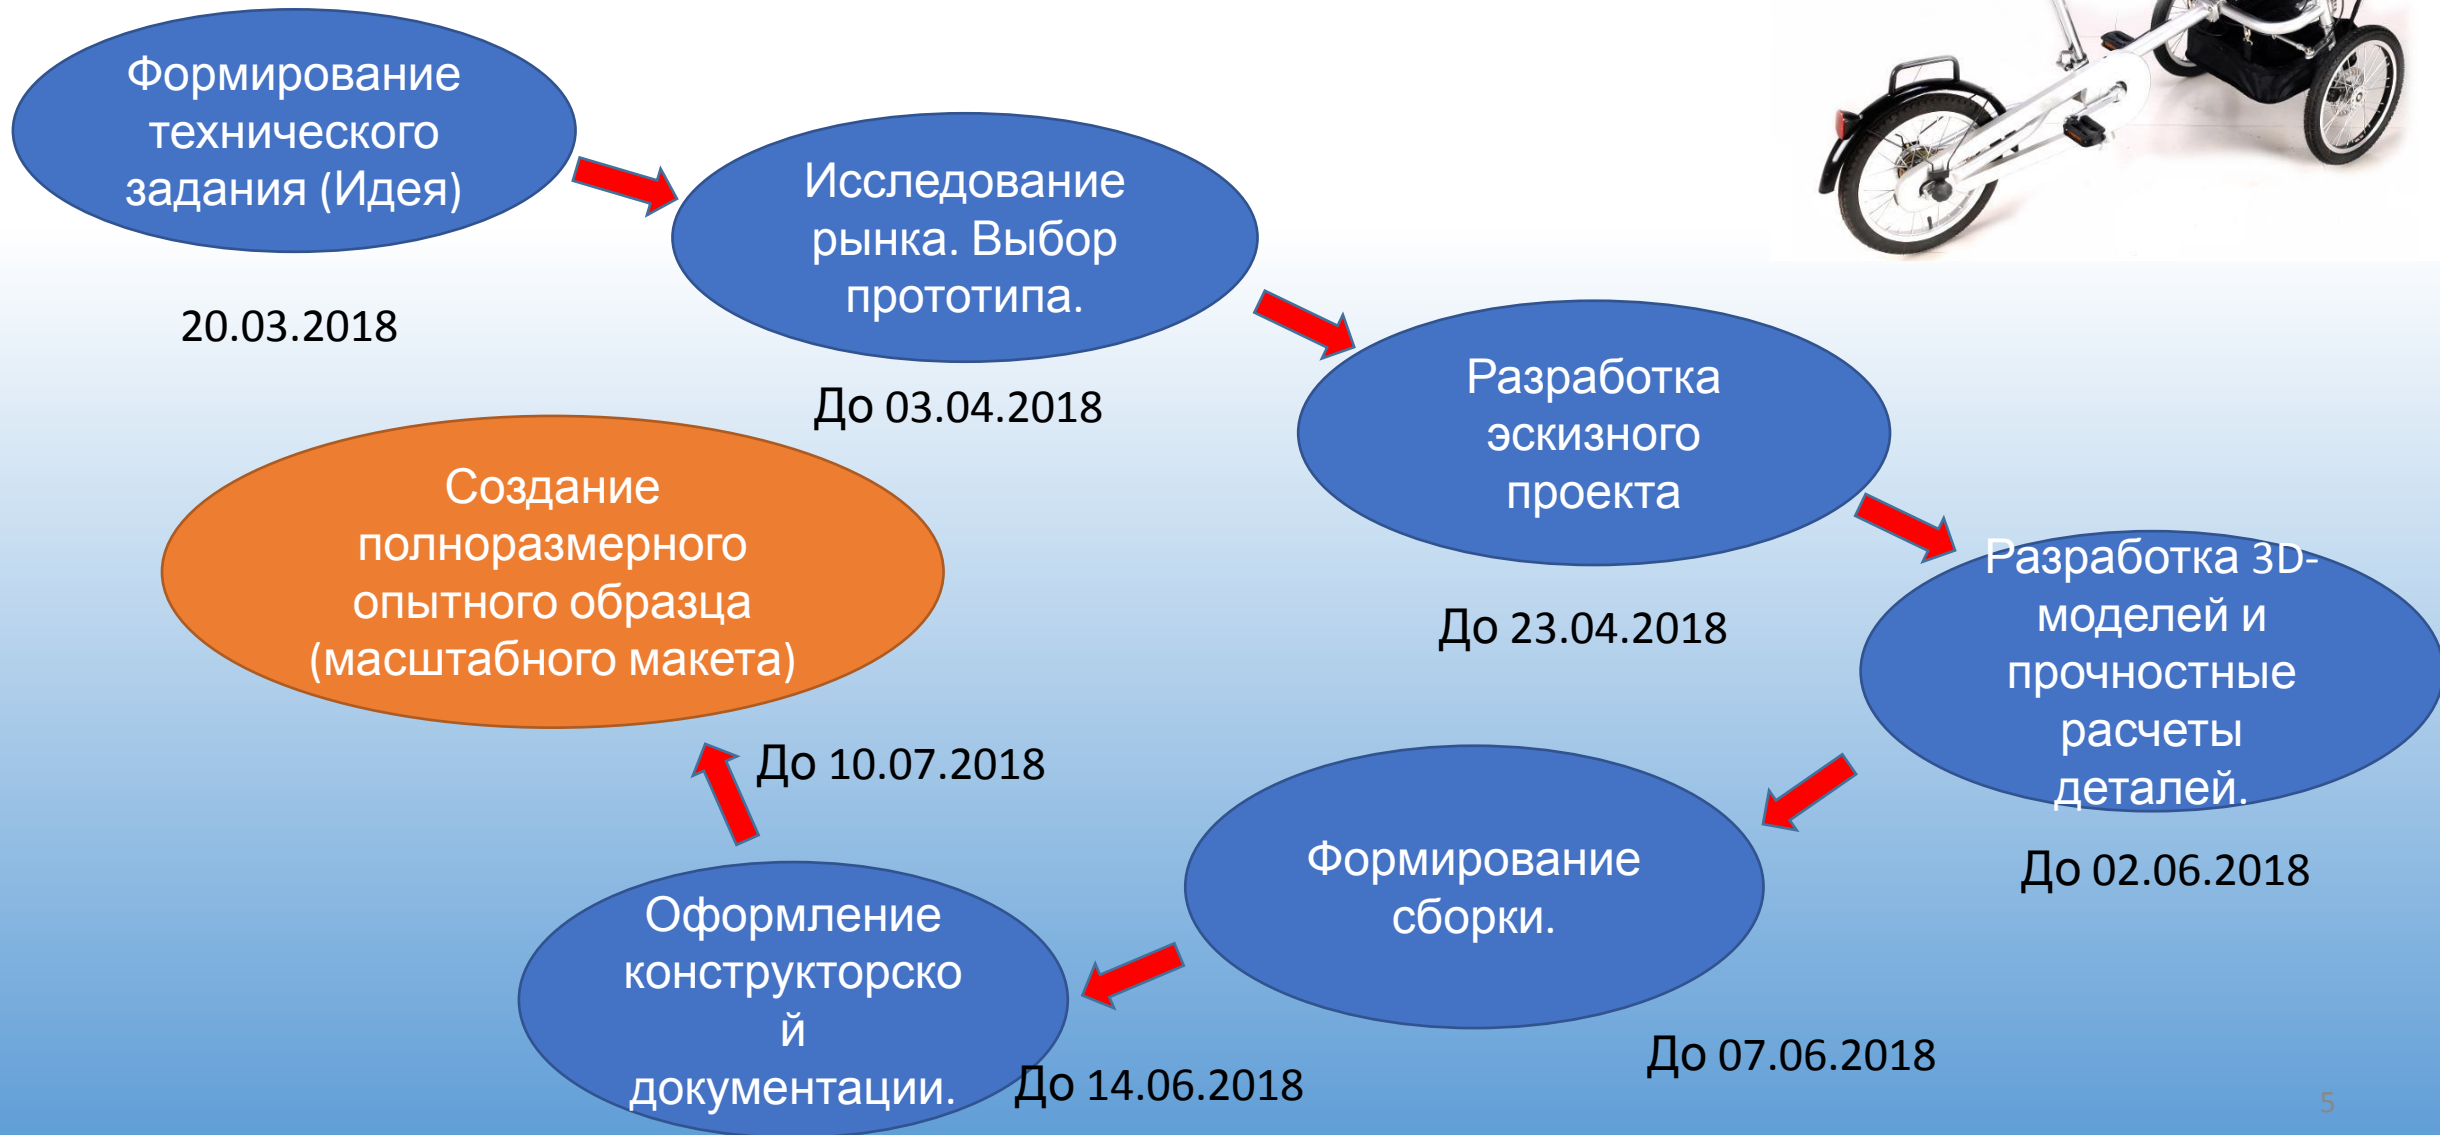 Формирование
технического
задания (Идея)
20.03.2018
Исследование
рынка. Выбор
прототипа.
До 03.04.2018
Разработка
эскизного
проекта
До 23.04.2018
Разработка 3D-
моделей и
прочностные
расчеты
деталей.
До 02.06.2018
Формирование
сборки.
До 07.06.2018
Оформление
конструкторско
й
документации.
До 14.06.2018
Создание
полноразмерного
опытного образца
(масштабного макета)
До 10.07.2018
5